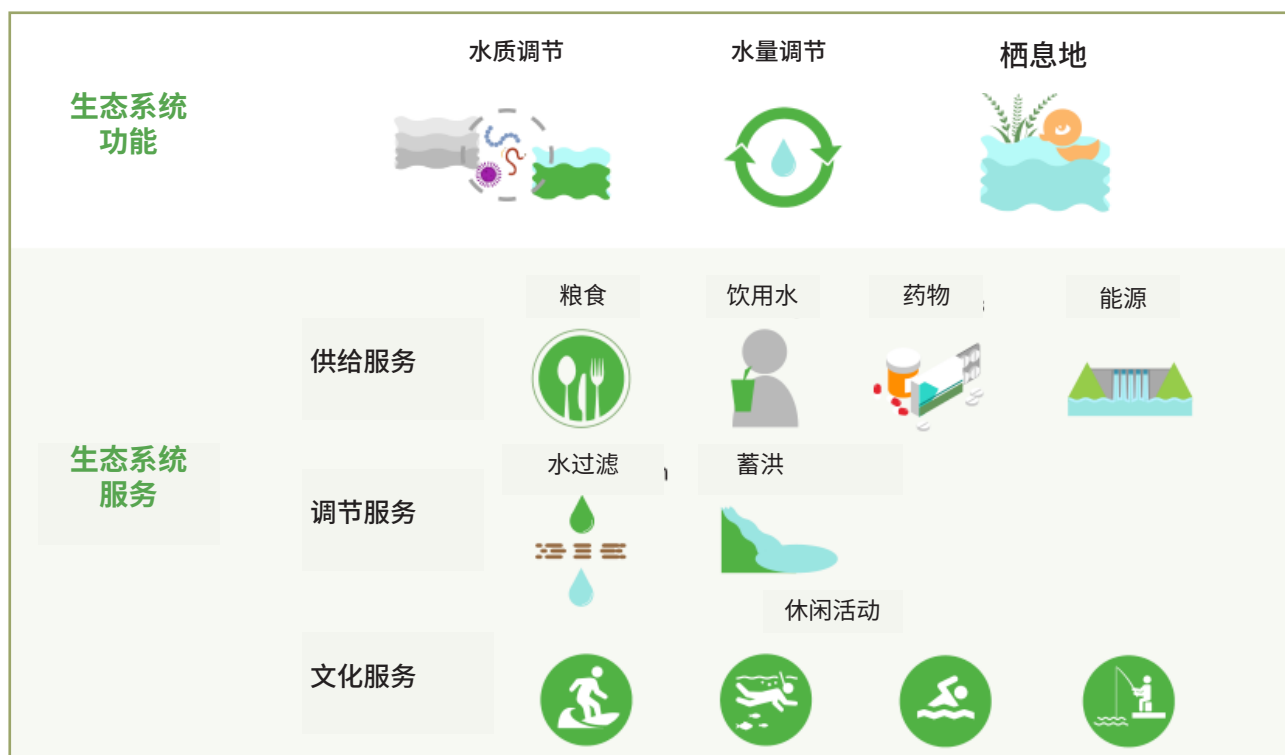 水质调节
水量调节
栖息地
生态系统
功能
粮食
饮用水
药物
能源
供给服务
生态系统
服务
水过滤
蓄洪
调节服务
休闲活动
文化服务